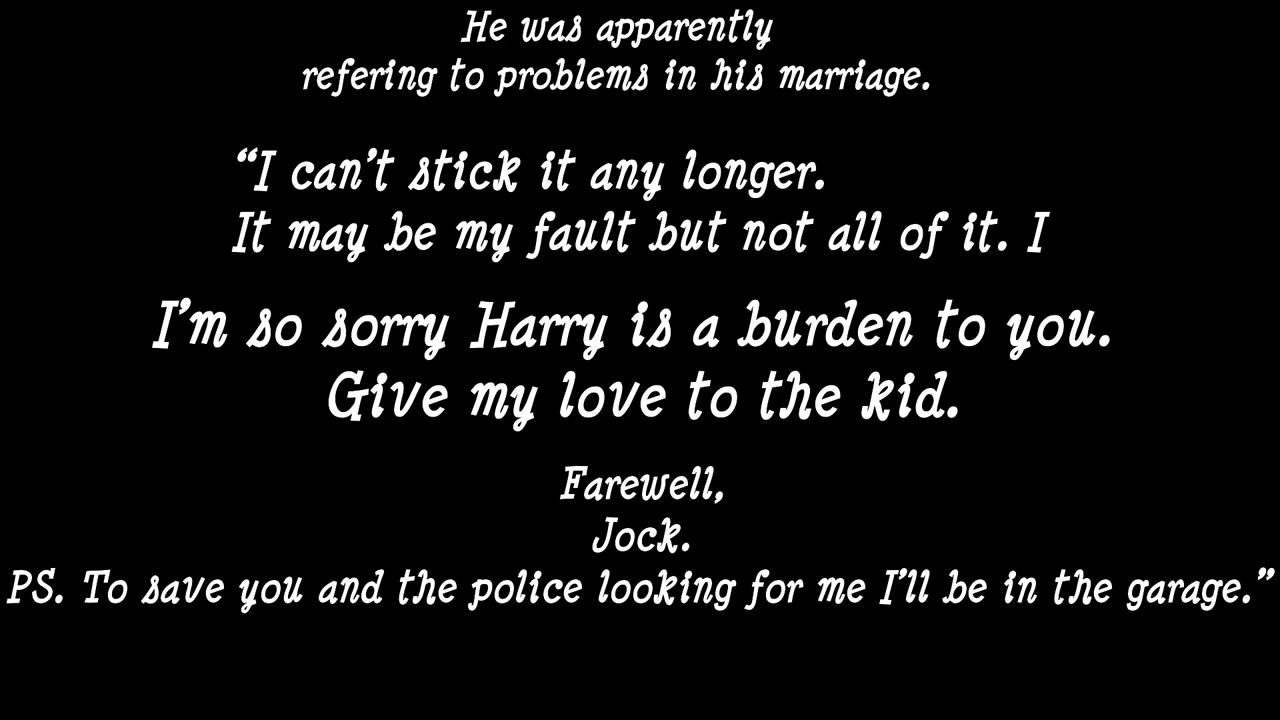 He was apparently
refering to problems in his marriage.
“I can’t stick it any longer.
It may be my fault but not all of it. I
I’m so sorry Harry is a burden to you.
Give my love to the kid.
Farewell,
Jock.
PS. To save you and the police looking for me I’ll be in the garage.”